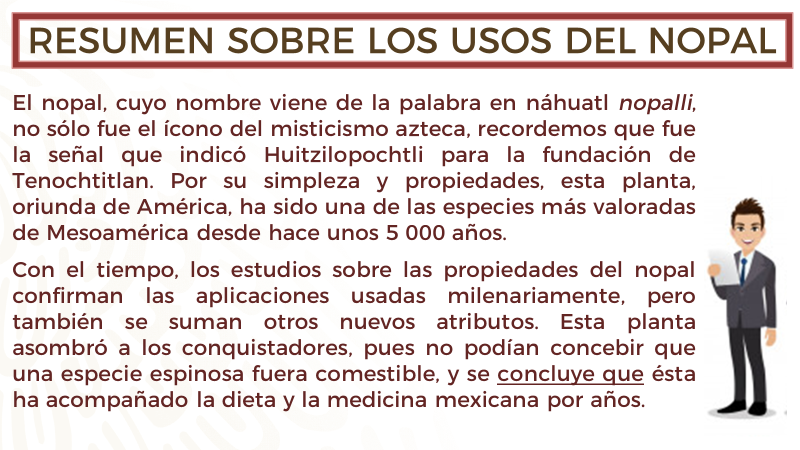 RESUMEN SOBRE LOS USOS DEL NOPAL
El nopal, cuyo nombre viene de la palabra en náhuatl nopalli,
no sólo fue el ícono del misticismo azteca, recordemos que fue
la señal que indicó Huitzilopochtli para la fundación de
Tenochtitlan. Por su simpleza y propiedades, esta planta,
oriunda de América, ha sido una de las especies más valoradas
de Mesoamérica desde hace unos 5 000 años.
Con el tiempo, los estudios sobre las propiedades del nopal
confirman las aplicaciones usadas milenariamente, pero
también se suman otros nuevos atributos. Esta planta
asombró a los conquistadores, pues no podían concebir que
una especie espinosa fuera comestible, y se concluye que ésta
ha acompañado la dieta y la medicina mexicana por años.